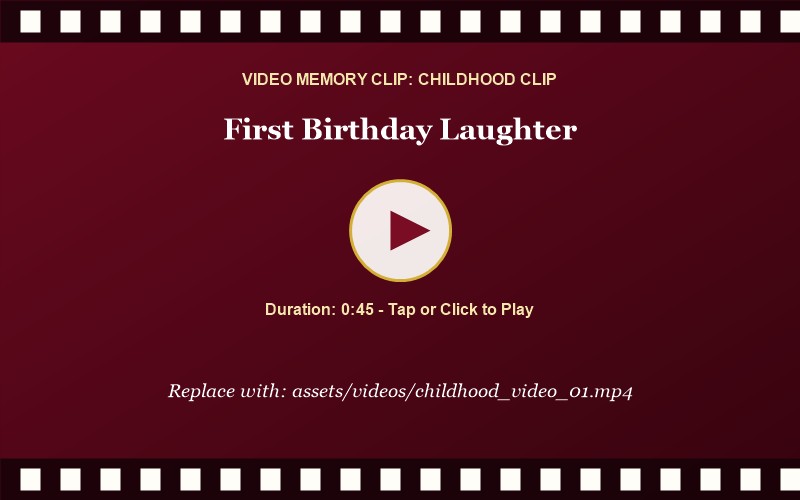 VIDEO MEMORY CLIP: CHILDHOOD CLIP
First Birthday Laughter
Duration: 0:45 - Tap or Click to Play
Replace with: assets/videos/childhood_video_01.mp4